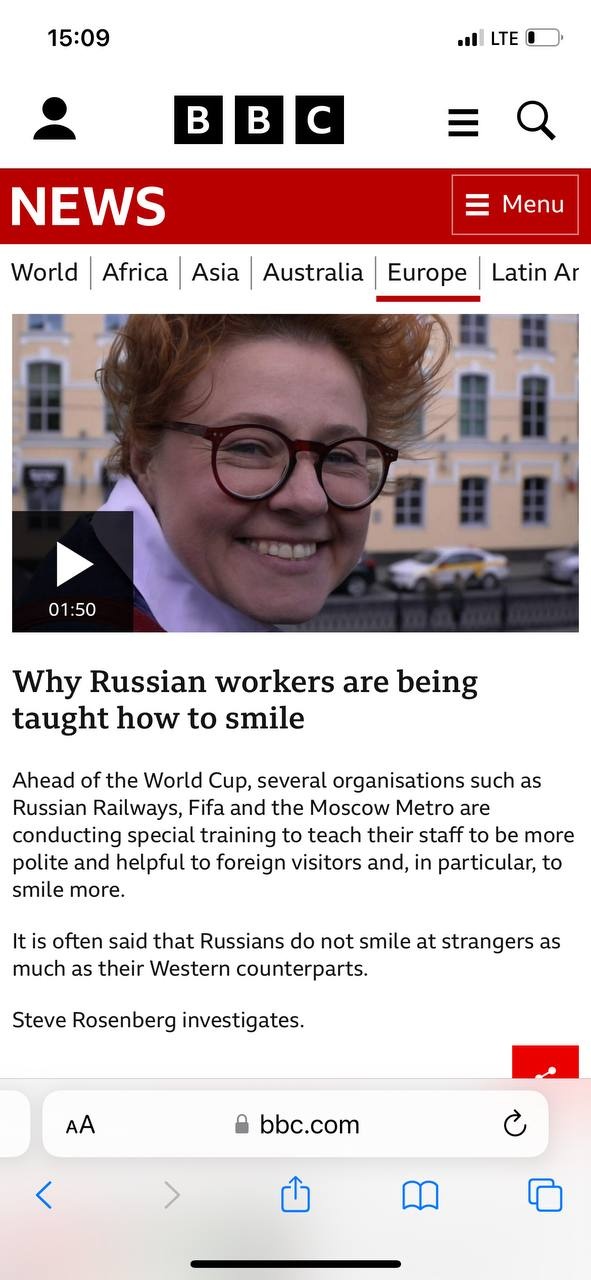 15:09 LTE
BBC
NEWS Menu
World Africa Asia Australia Europe Latin Ar
01:50
Why Russian workers are being
taught how to smile
Ahead of the World Cup, several organisations such as
Russian Railways, Fifa and the Moscow Metro are
conducting special training to teach their staff to be more
polite and helpful to foreign visitors and, in particular, to
smile more.
It is often said that Russians do not smile at strangers as
much as their Western counterparts.
Steve Rosenberg investigates.
AA bbc.com